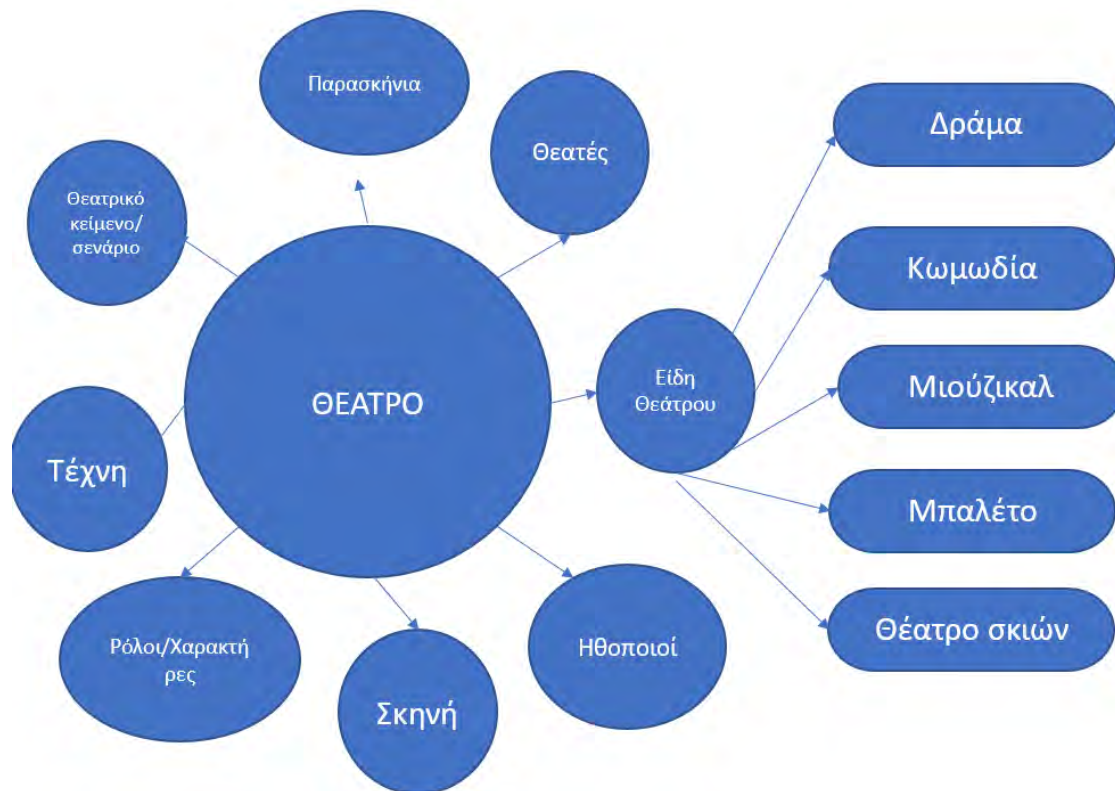 Παρασκήνια
Θεατές
Θεατρικό
κείμενο/
σενάριο
ΘΕΑΤΡΟ
Τέχνη
Ρόλοι/Χαρακτή
ρες
Σκηνή
Ηθοποιοί
Είδη
Θεάτρου
Δράμα
Κωμωδία
Μιούζικαλ
Μπαλέτο
Θέατρο σκιών